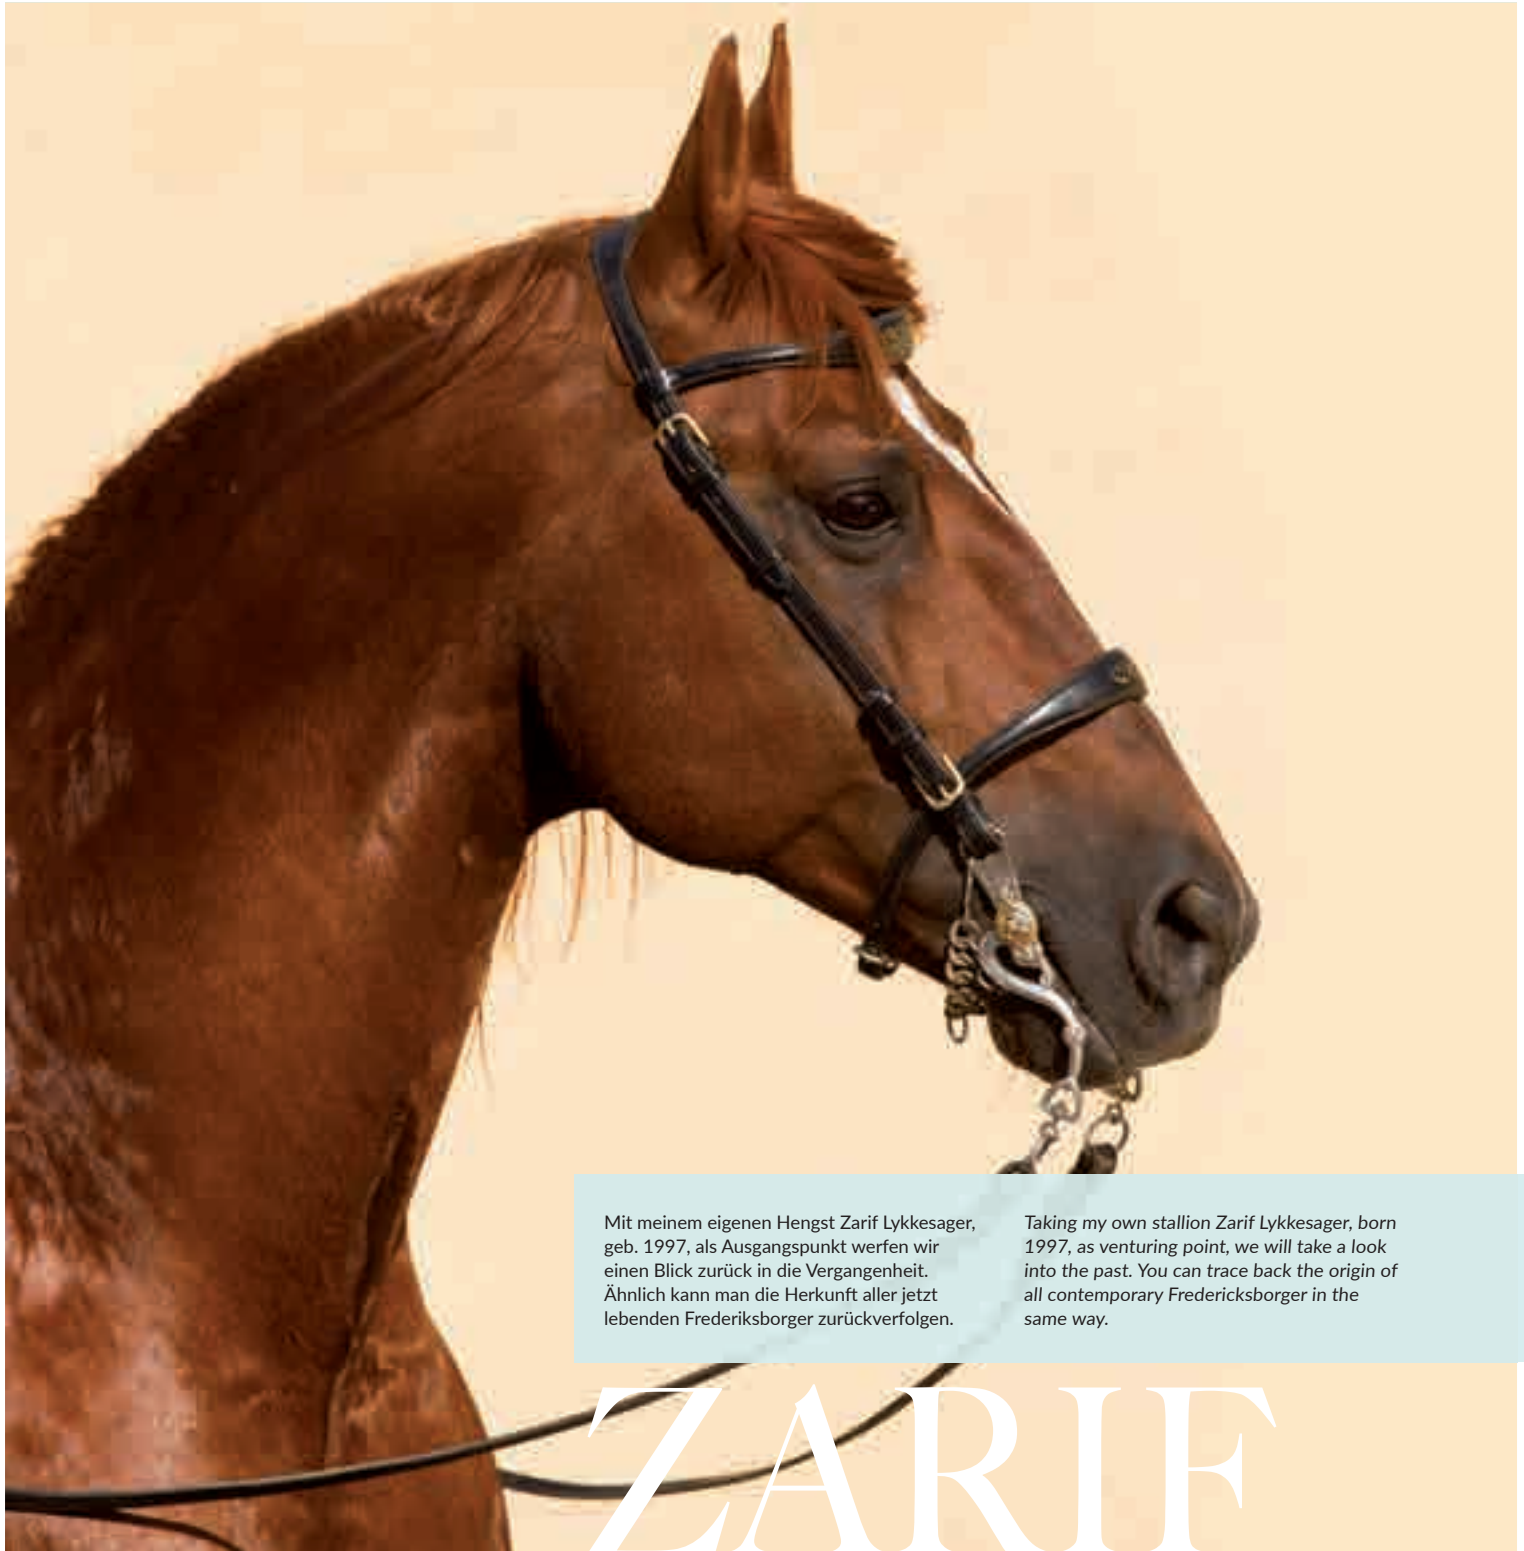 Mit meinem eigenen Hengst Zarif Lykkesager,
geb. 1997, als Ausgangspunkt werfen wir
einen Blick zurück in die Vergangenheit.
Ähnlich kann man die Herkunft aller jetzt
lebenden Frederiksborger zurückverfolgen.
Taking my own stallion Zarif Lykkesager, born
1997, as venturing point, we will take a look
into the past. You can trace back the origin of
all contemporary Fredericksborger in the
same way.
ZARIF